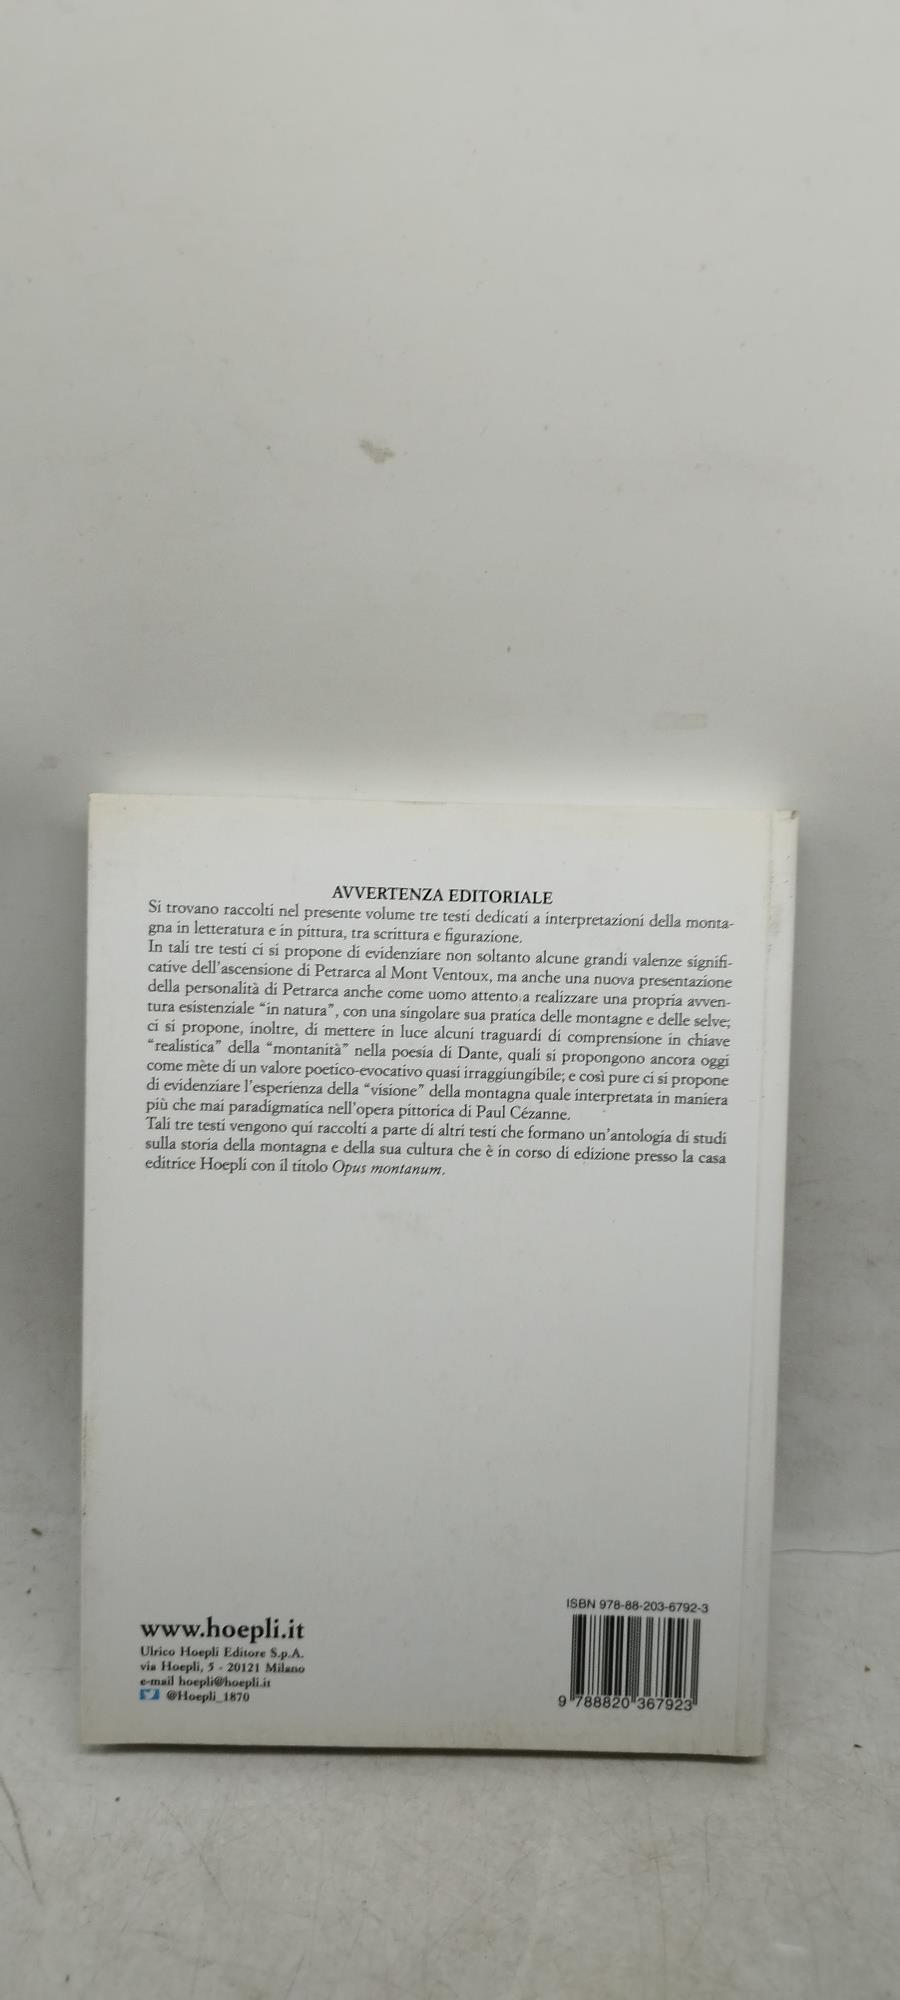 AVVERTENZA EDITORIALE
Si trovano raccolti nel presente volume tre testi dedicati a interpretazioni della monta-
gna in letteratura e in pittura, tra scrittura e figurazione.
In tali tre testi ci si propone di evidenziare non soltanto alcune grandi valenze signifi-
cative dell'ascensione di Petrarca al Mont Ventoux, ma anche una nuova presentazione
della personalità di Petrarca anche come uomo attento a realizzare una propria avven-
tura esistenziale “in natura”, con una singolare sua pratica delle montagne e delle selve;
ci si propone, inoltre, di mettere in luce alcuni traguardi di comprensione in chiave
“realistica” della “montanità” nella poesia di Dante, quali si propongono ancora oggi
come mète di un valore poetico-evocativo quasi irraggiungibile; e così pure ci si propone
di evidenziare l'esperienza della “visione” della montagna quale interpretata in maniera
più che mai paradigmatica nell'opera pittorica di Paul Cézanne.
Tali tre testi vengono qui raccolti a parte di altri testi che formano un'antologia di studi
sulla storia della montagna e della sua cultura che è in corso di edizione presso la casa
editrice Hoepli con il titolo Opus montanum.
www.hoepli.it
Ulrico Hoepli Editore S.p.A.
via Hoepli, 5 - 20121 Milano
e-mail hoepli@hoepli.it
@Hoepli_1870
ISBN 978-88-203-6792-3
9 788820 367923